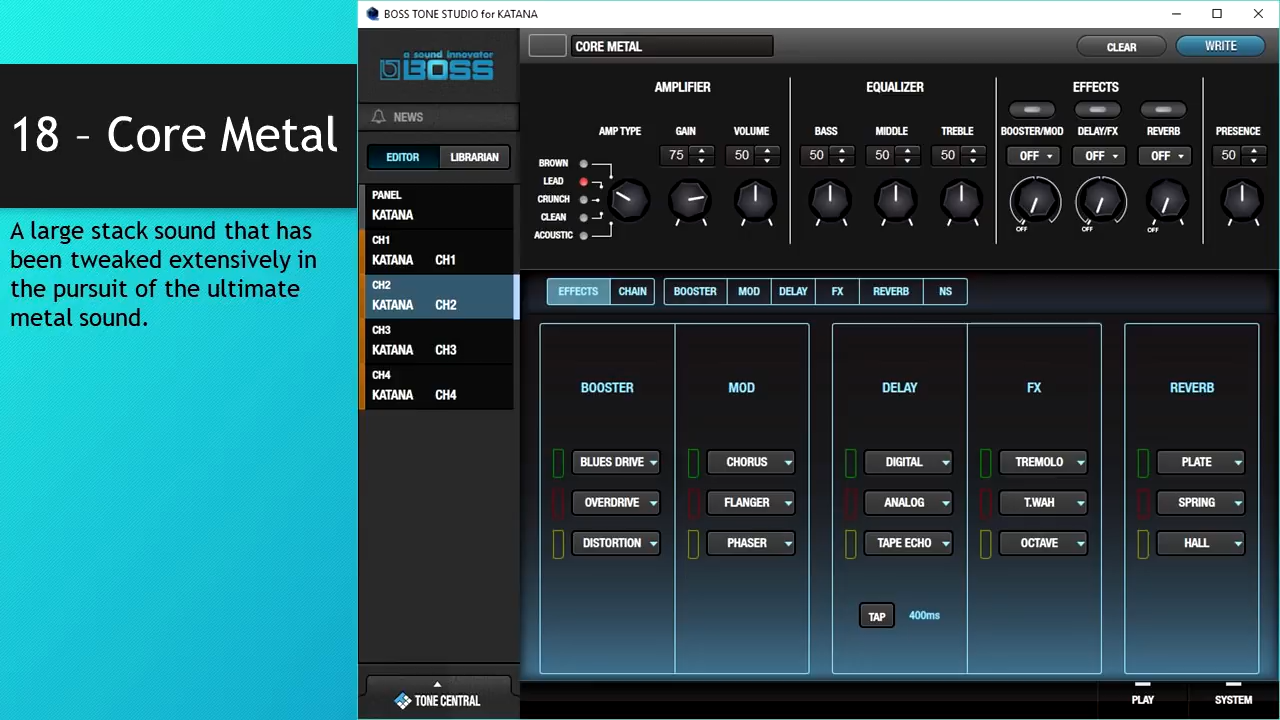 18 – Core Metal
A large stack sound that has
been tweaked extensively in
the pursuit of the ultimate
metal sound.
BOSS TONE STUDIO for KATANA
a sound innovator
BOSS
NEWS
EDITOR LIBRARIAN
PANEL
KATANA
CH1
KATANA CH1
CH2
KATANA CH2
CH3
KATANA CH3
CH4
KATANA CH4
TONE CENTRAL
CORE METAL
CLEAR WRITE
AMPLIFIER EQUALIZER EFFECTS
AMP TYPE GAIN VOLUME BASS MIDDLE TREBLE BOOSTER/MOD DELAY/FX REVERB PRESENCE
75 50 50 50 50 OFF OFF OFF 50
BROWN
LEAD
CRUNCH
CLEAN
ACOUSTIC
OFF OFF OFF
EFFECTS CHAIN BOOSTER MOD DELAY FX REVERB NS
BOOSTER MOD DELAY FX REVERB
BLUES DRIVE CHORUS DIGITAL TREMOLO PLATE
OVERDRIVE FLANGER ANALOG T.WAH SPRING
DISTORTION PHASER TAPE ECHO OCTAVE HALL
TAP 400ms
PLAY SYSTEM